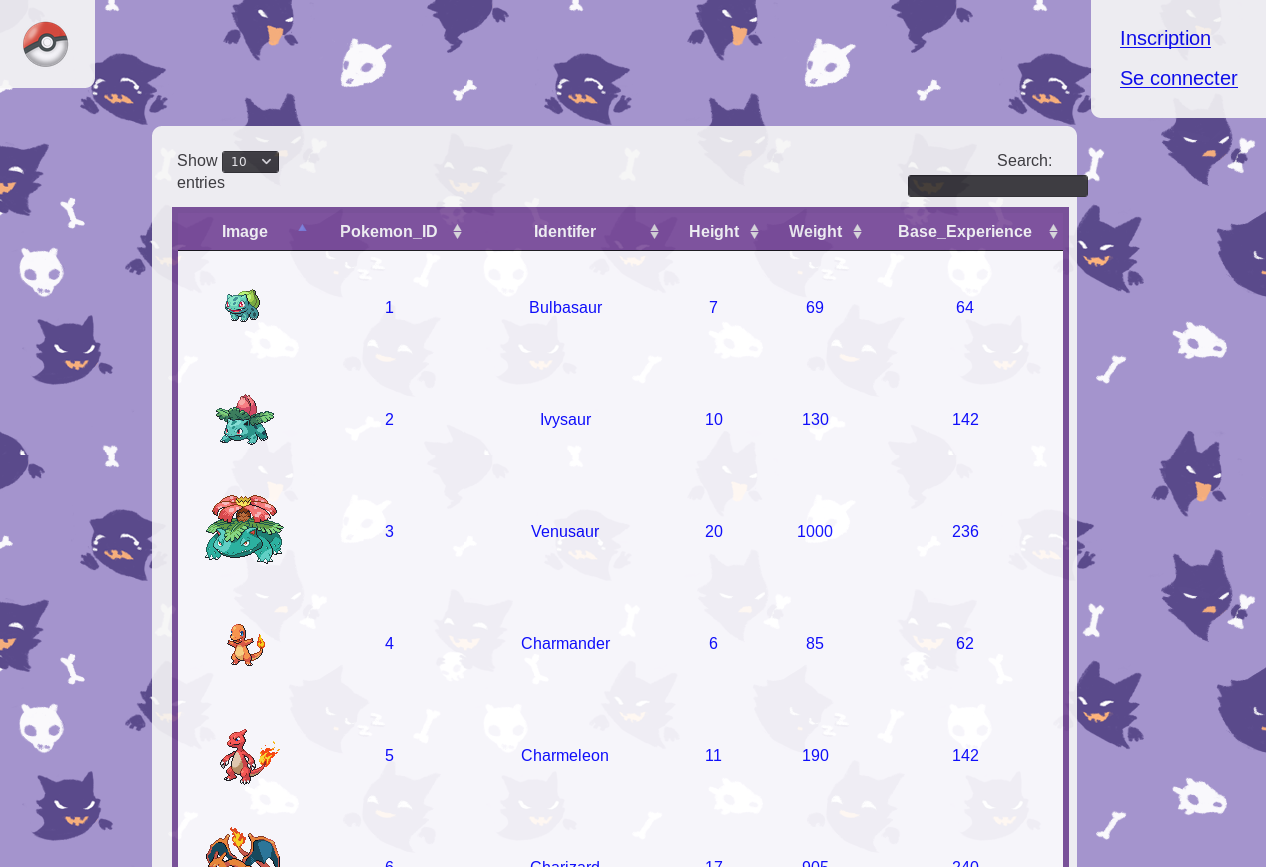 Inscription
Se connecter
Show 10
entries
Search:
Image Pokemon_ID Identifer Height Weight Base_Experience
1 Bulbasaur 7 69 64
2 Ivysaur 10 130 142
3 Venusaur 20 1000 236
4 Charmander 6 85 62
5 Charmeleon 11 190 142
6 Charizard 17 905 240